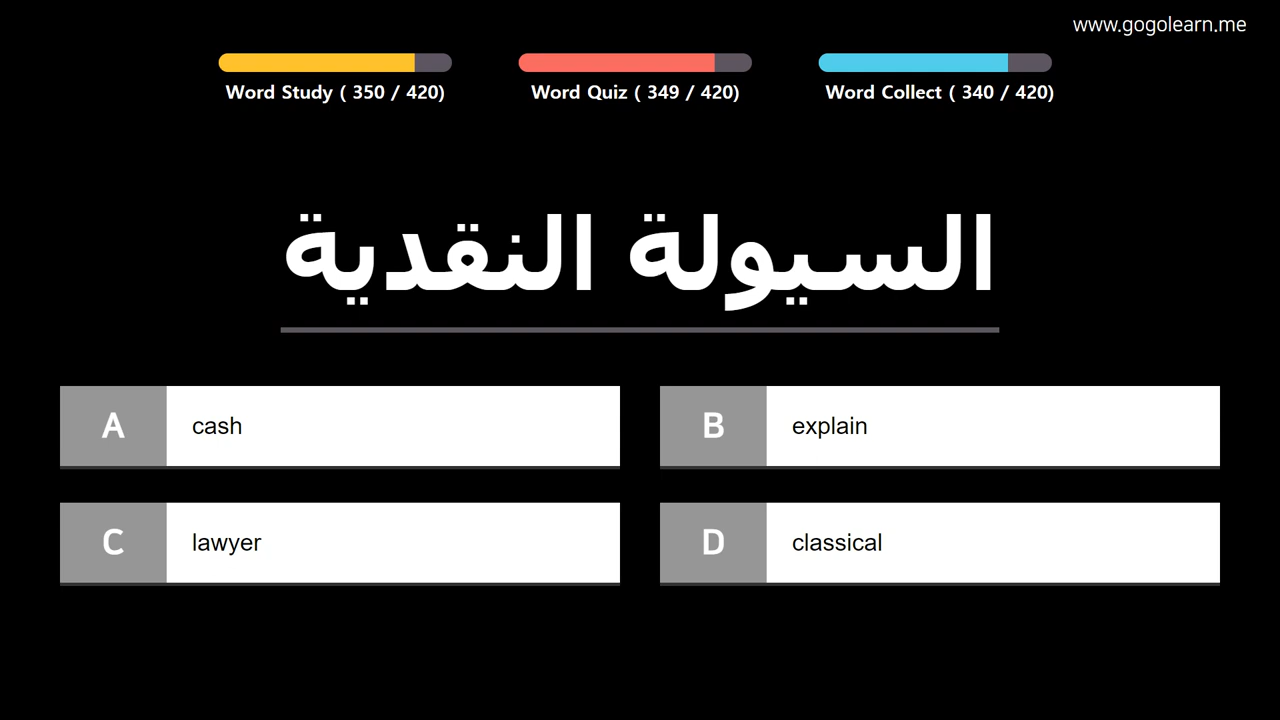 www.gogolearn.me
Word Study ( 350 / 420)
Word Quiz ( 349 / 420)
Word Collect ( 340 / 420)
السيولة النقدية
A cash
B explain
C lawyer
D classical